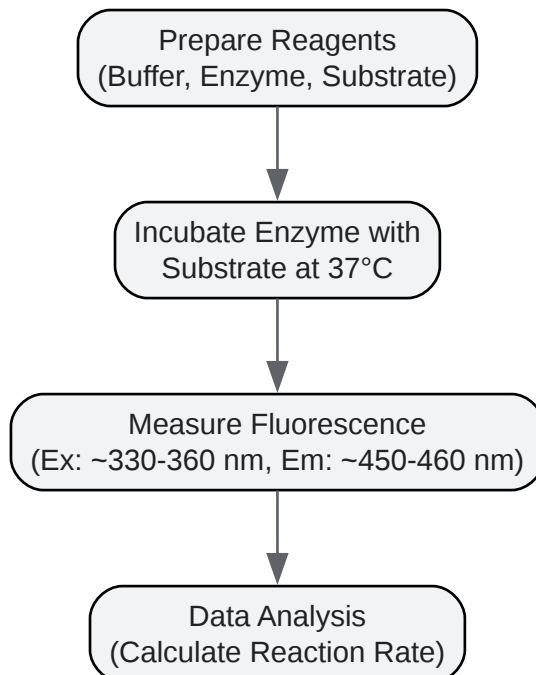 Prepare Reagents
(Buffer, Enzyme, Substrate)
Incubate Enzyme with
Substrate at 37°C
Measure Fluorescence
(Ex: ~330-360 nm, Em: ~450-460 nm)
Data Analysis
(Calculate Reaction Rate)